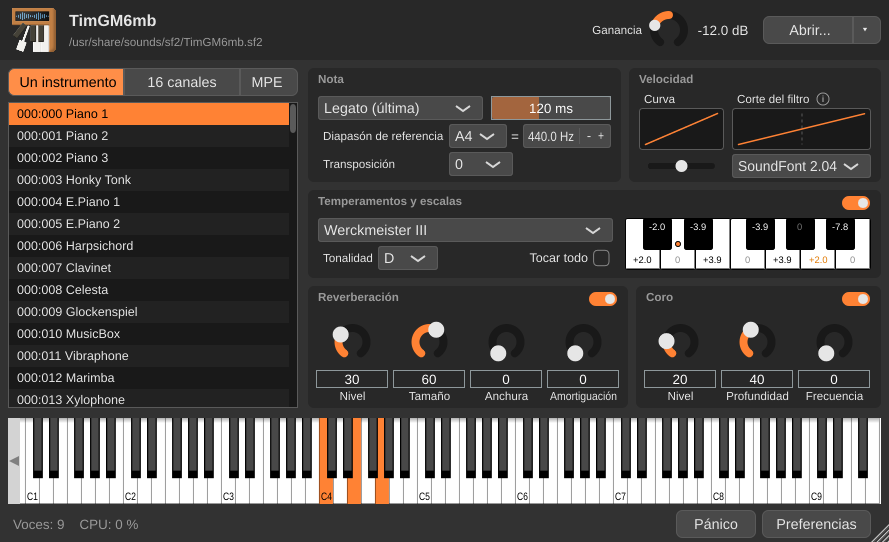 TimGM6mb
/usr/share/sounds/sf2/TimGM6mb.sf2
Ganancia
-12.0 dB
Abrir...
Un instrumento
16 canales
MPE
000:000 Piano 1
000:001 Piano 2
000:002 Piano 3
000:003 Honky Tonk
000:004 E.Piano 1
000:005 E.Piano 2
000:006 Harpsichord
000:007 Clavinet
000:008 Celesta
000:009 Glockenspiel
000:010 MusicBox
000:011 Vibraphone
000:012 Marimba
000:013 Xylophone
Nota
Legato (última)
120 ms
Diapasón de referencia
A4
=
440.0 Hz
- +
Transposición
0
Velocidad
Curva
Corte del filtro
i
SoundFont 2.04
Temperamentos y escalas
Werckmeister III
Tonalidad
D
Tocar todo
-2.0 -3.9 -3.9 0 -7.8
+2.0 0 +3.9 0 +3.9 +2.0 0
Reverberación
30 60 0 0
Nivel Tamaño Anchura Amortiguación
Coro
20 40 0
Nivel Profundidad Frecuencia
C1 C2 C3 C4 C5 C6 C7 C8 C9
Voces: 9 CPU: 0 %
Pánico
Preferencias